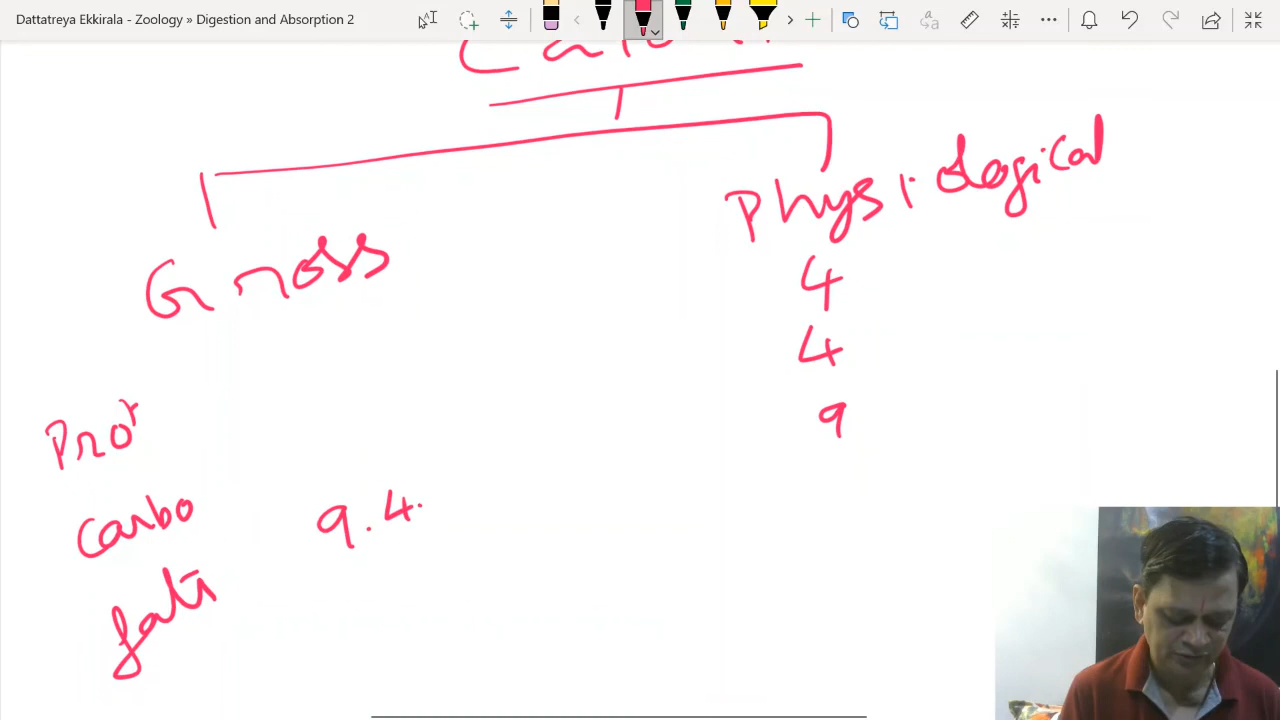 Dattatreya Ekkirala - Zoology » Digestion and Absorption 2
Physiological
Gross
4
4
9
Prot
Carbo
9.4.
fats